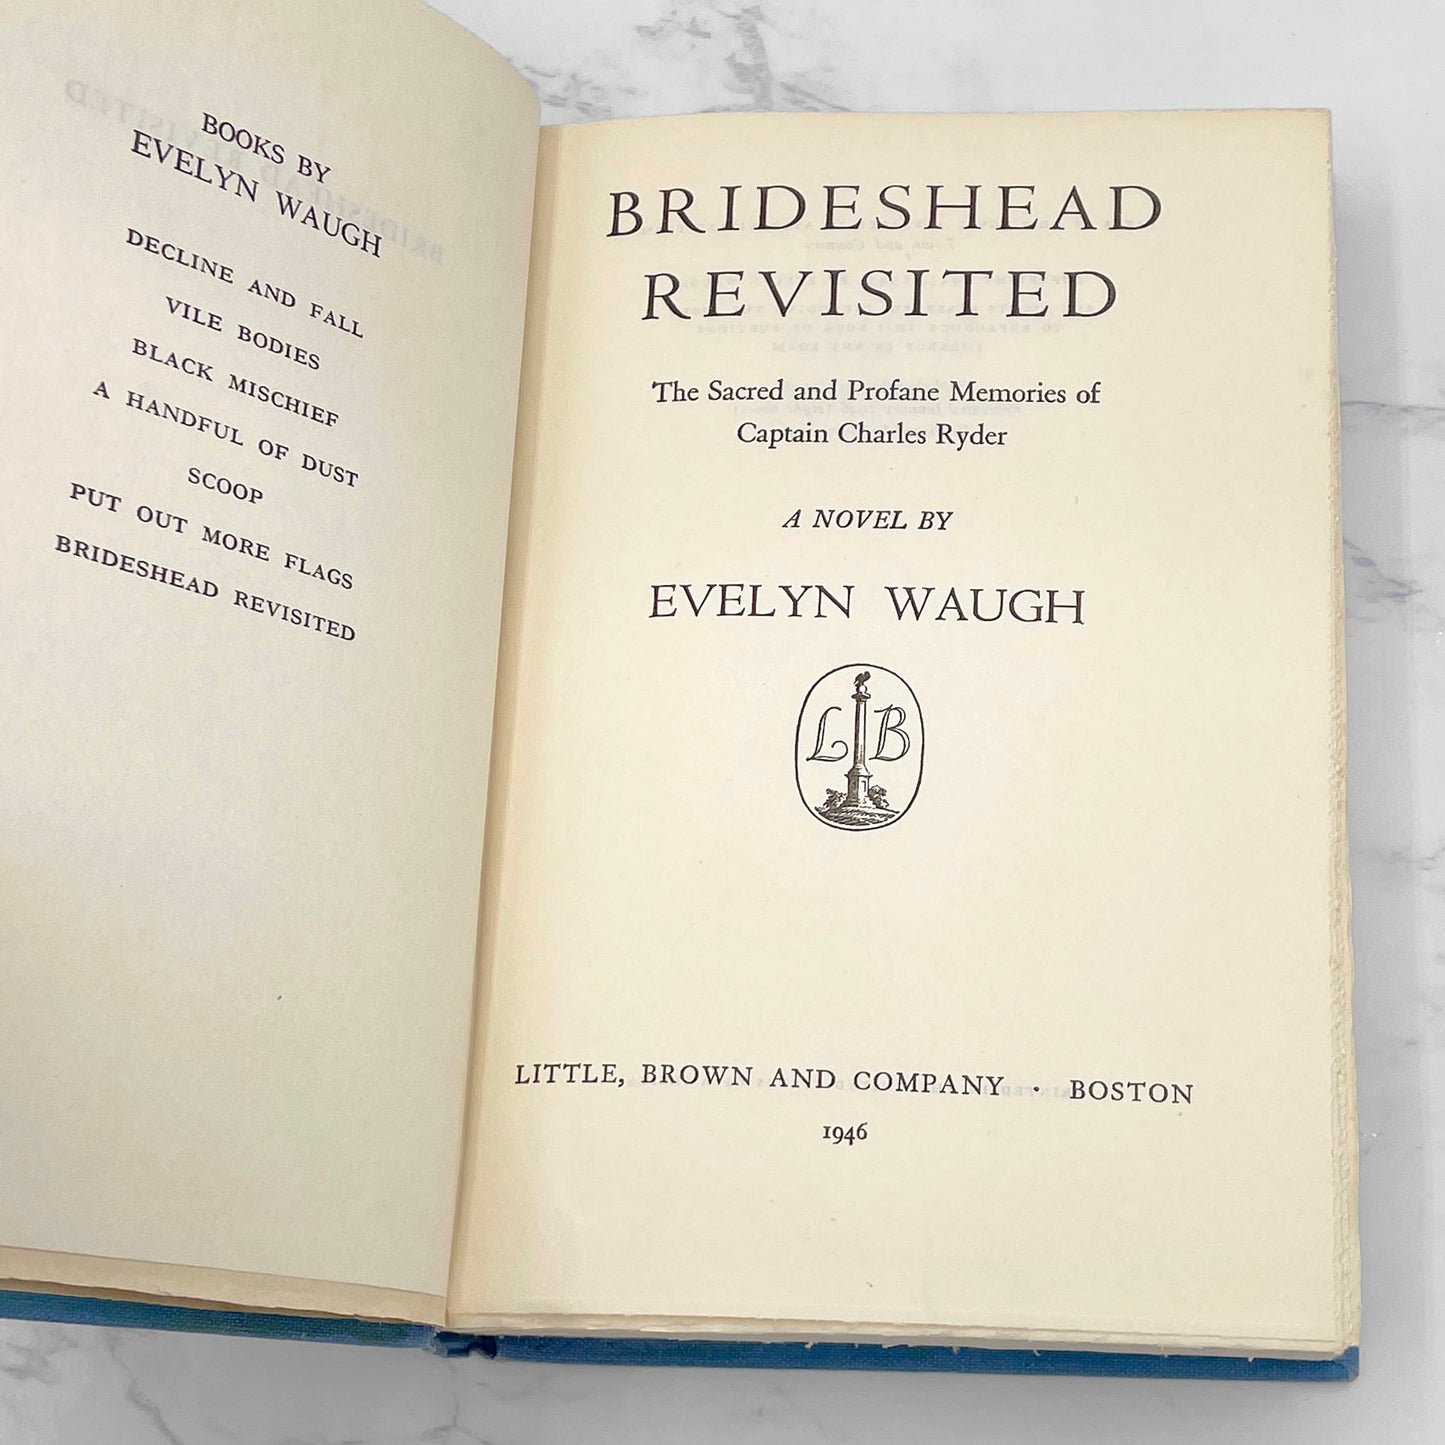 BOOKS BY
EVELYN WAUGH
DECLINE AND FALL
VILE BODIES
BLACK MISCHIEF
A HANDFUL OF DUST
SCOOP
PUT OUT MORE FLAGS
BRIDESHEAD REVISITED
BRIDESHEAD
REVISITED
The Sacred and Profane Memories of
Captain Charles Ryder
A NOVEL BY
EVELYN WAUGH
L B
LITTLE, BROWN AND COMPANY · BOSTON
1946